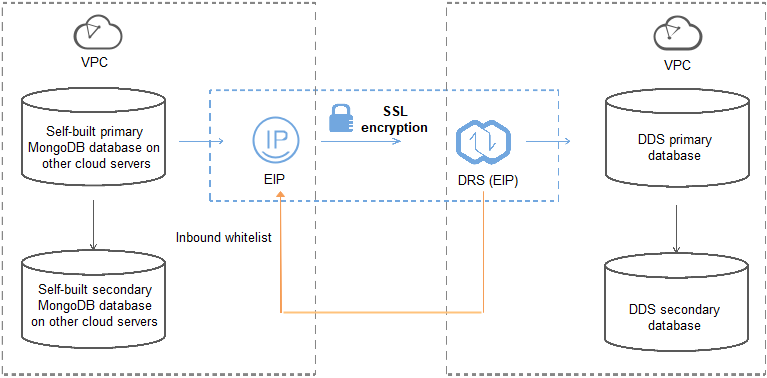 VPC
VPC
Self-built primary
MongoDB database on
other cloud servers
IP
EIP
SSL
encryption
DRS (EIP)
DDS primary
database
Inbound whitelist
Self-built secondary
MongoDB database
on other cloud servers
DDS secondary
database